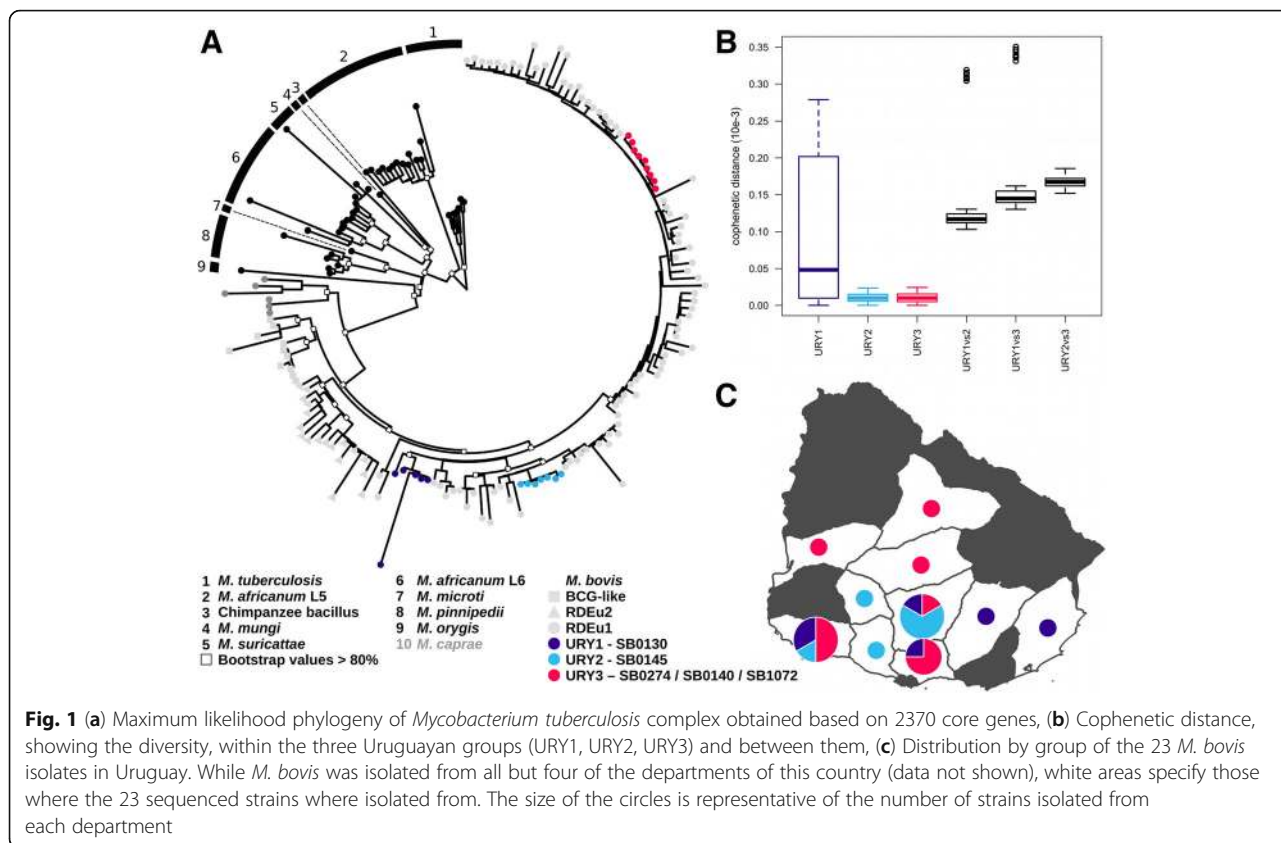 A
1
2
3
4
5
6
7
8
9
1 M. tuberculosis
2 M. africanum L5
3 Chimpanzee bacillus
4 M. mungi
5 M. suricattae
□ Bootstrap values > 80%
6 M. africanum L6
7 M. microti
8 M. pinnipedii
9 M. orygis
10 M. caprae
M. bovis
BCG-like
RDEu2
RDEu1
URY1 - SB0130
URY2 - SB0145
URY3 – SB0274 / SB0140 / SB1072
B
cophenetic distance (10e-3)
0.35
0.30
0.25
0.20
0.15
0.10
0.05
0.00
URY1
URY2
URY3
URY1vs2
URY1vs3
URY2vs3
C
Fig. 1 (a) Maximum likelihood phylogeny of Mycobacterium tuberculosis complex obtained based on 2370 core genes, (b) Cophenetic distance,
showing the diversity, within the three Uruguayan groups (URY1, URY2, URY3) and between them, (c) Distribution by group of the 23 M. bovis
isolates in Uruguay. While M. bovis was isolated from all but four of the departments of this country (data not shown), white areas specify those
where the 23 sequenced strains where isolated from. The size of the circles is representative of the number of strains isolated from
each department